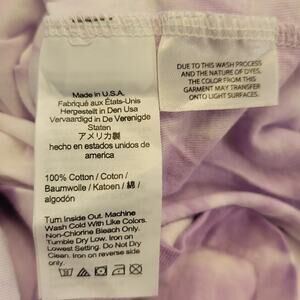 Made in U.S.A.
Fabriqué aux États-Unis
Hergestellt in Den Usa
Vervaardigd in De Verenigde
Staten
アメリカ製
hecho en estados unidos de
america
100% Cotton / Coton /
Baumwolle / Katoen / 綿 /
algodón
Turn Inside Out. Machine
Wash Cold With Like Colors.
Non-Chlorine Bleach Only.
Tumble Dry Low. Iron on
Lowest Setting. Do Not Dry
Clean. Iron on reverse side
only.
DUE TO THIS WASH PROCESS
AND THE NATURE OF DYES,
THE COLOR FROM THIS
GARMENT MAY TRANSFER
ONTO LIGHT SURFACES.